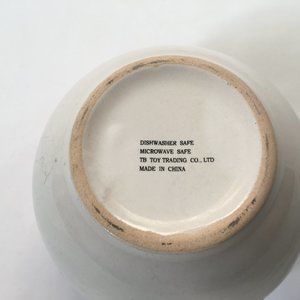 DISHWASHER SAFE
MICROWAVE SAFE
TB TOY TRADING CO., LTD
MADE IN CHINA